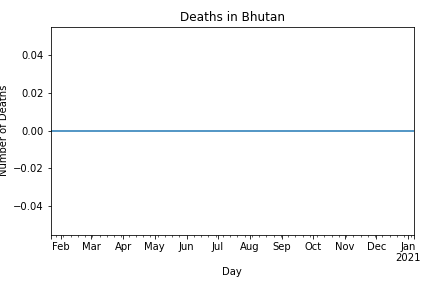 Deaths in Bhutan
Number of Deaths
0.04
0.02
0.00
−0.02
−0.04
Feb Mar Apr May Jun Jul Aug Sep Oct Nov Dec Jan
2021
Day